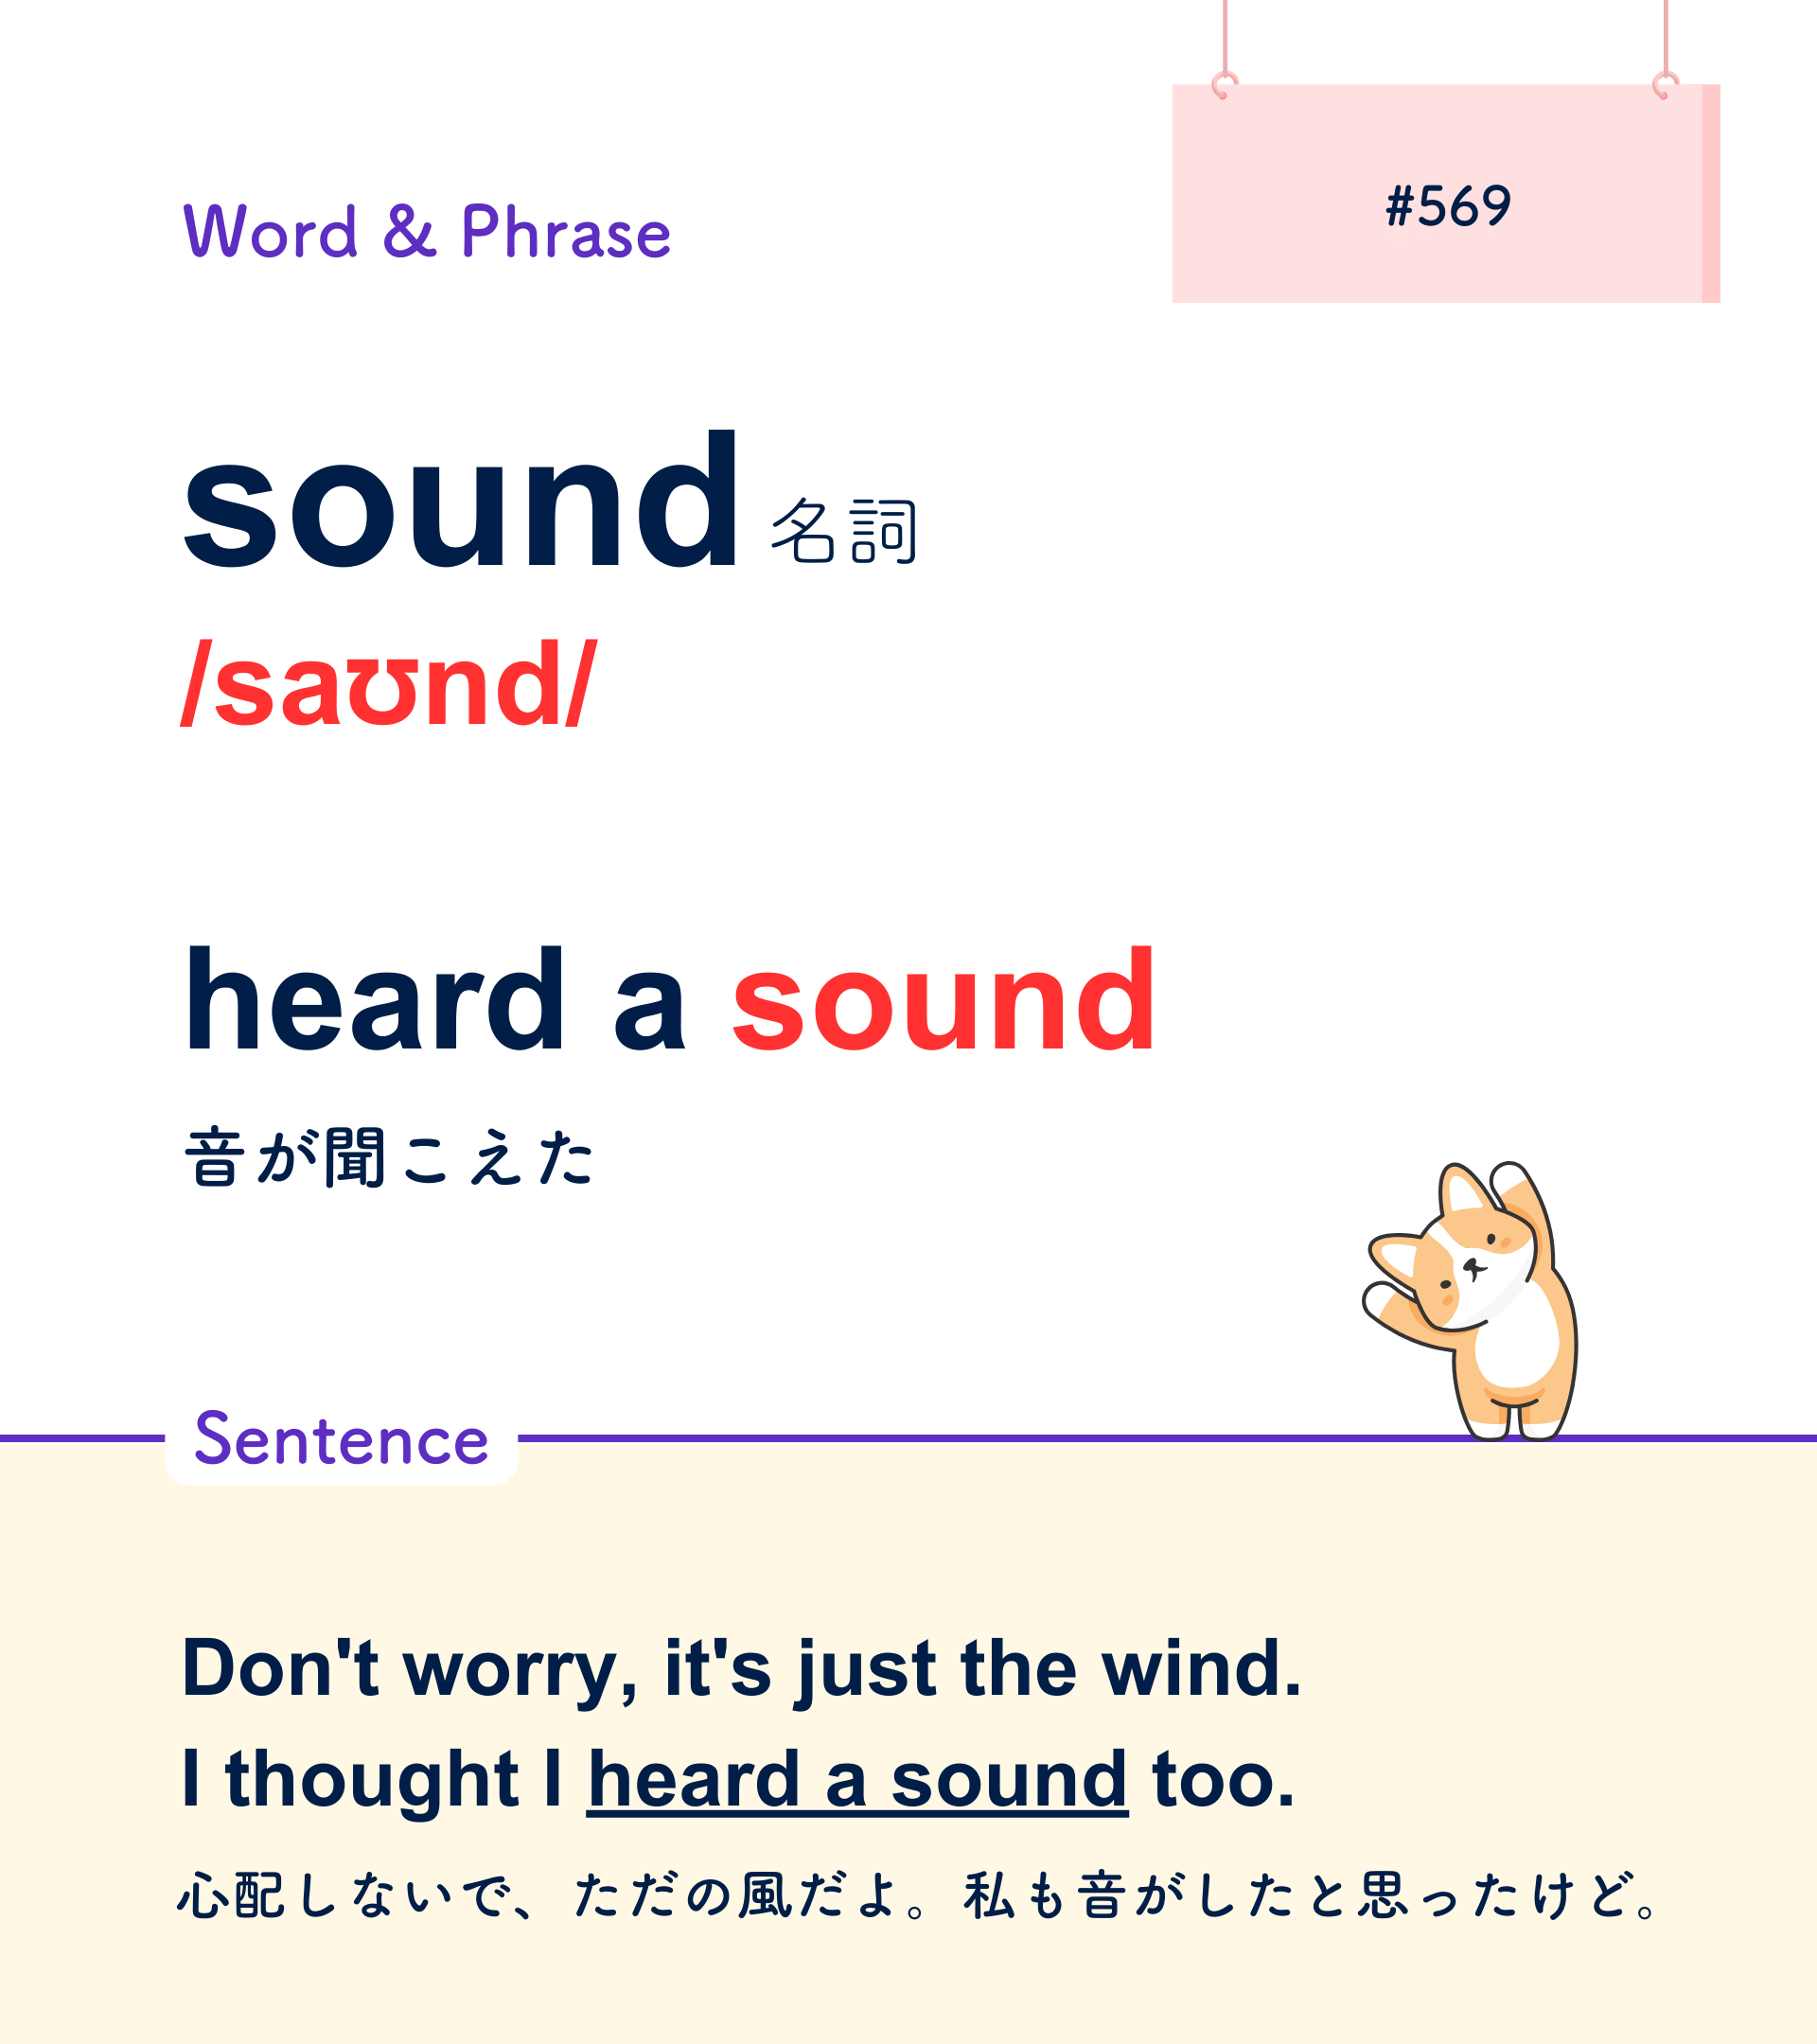 #569
Word & Phrase
sound 名詞
/saʊnd/
heard a sound
音が聞こえた
Sentence
Don't worry, it's just the wind.
I thought I heard a sound too.
心配しないで、ただの風だよ。私も音がしたと思ったけど。